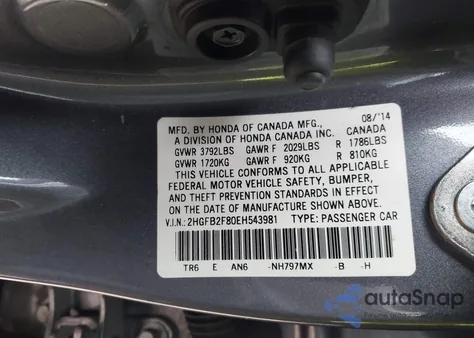 08/'14
MFD. BY HONDA OF CANADA MFG.,
A DIVISION OF HONDA CANADA INC. CANADA
GVWR 3792LBS GAWR F 2029LBS R 1786LBS
GVWR 1720KG GAWR F 920KG R 810KG
THIS VEHICLE CONFORMS TO ALL APPLICABLE
FEDERAL MOTOR VEHICLE SAFETY, BUMPER,
AND THEFT PREVENTION STANDARDS IN EFFECT
ON THE DATE OF MANUFACTURE SHOWN ABOVE.
V.I.N.: 2HGFB2F80EH543981 TYPE: PASSENGER CAR
TR6 E AN6 -NH797MX -B -H
autoSnap